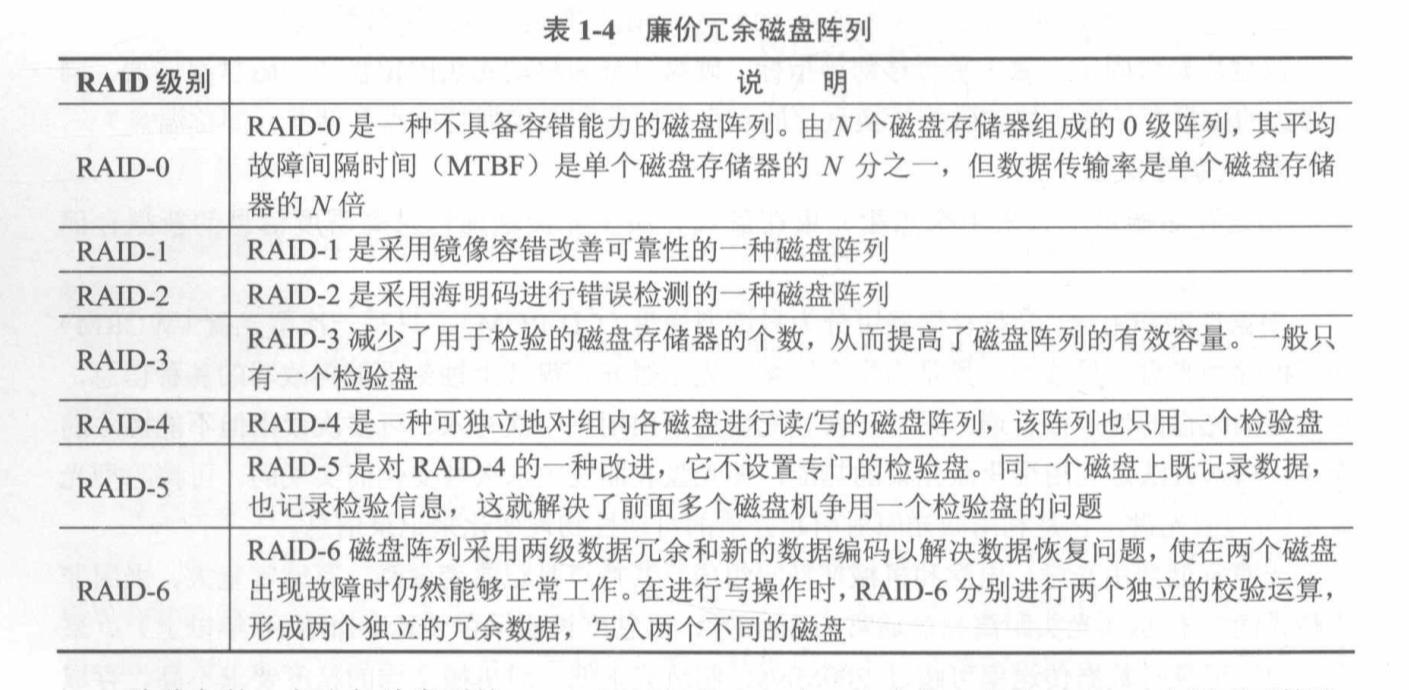 表 1-4 廉价冗余磁盘阵列
RAID 级别
说 明
RAID-0
RAID-0 是一种不具备容错能力的磁盘阵列。由 N 个磁盘存储器组成的 0 级阵列，其平均
故障间隔时间（MTBF）是单个磁盘存储器的 N 分之一，但数据传输率是单个磁盘存储
器的 N 倍
RAID-1
RAID-1 是采用镜像容错改善可靠性的一种磁盘阵列
RAID-2
RAID-2 是采用海明码进行错误检测的一种磁盘阵列
RAID-3
RAID-3 减少了用于检验的磁盘存储器的个数，从而提高了磁盘阵列的有效容量。一般只
有一个检验盘
RAID-4
RAID-4 是一种可独立地对组内各磁盘进行读/写的磁盘阵列，该阵列也只用一个检验盘
RAID-5
RAID-5 是对 RAID-4 的一种改进，它不设置专门的检验盘。同一个磁盘上既记录数据，
也记录检验信息，这就解决了前面多个磁盘机争用一个检验盘的问题
RAID-6
RAID-6 磁盘阵列采用两级数据冗余和新的数据编码以解决数据恢复问题，使在两个磁盘
出现故障时仍然能够正常工作。在进行写操作时，RAID-6 分别进行两个独立的校验运算，
形成两个独立的冗余数据，写入两个不同的磁盘